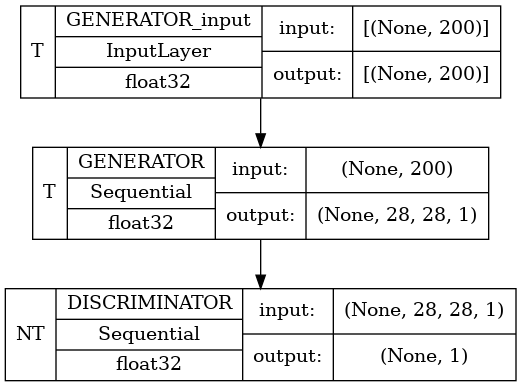 T
GENERATOR_input
InputLayer
float32
input:
[(None, 200)]
output:
[(None, 200)]
T
GENERATOR
Sequential
float32
input:
(None, 200)
output:
(None, 28, 28, 1)
NT
DISCRIMINATOR
Sequential
float32
input:
(None, 28, 28, 1)
output:
(None, 1)